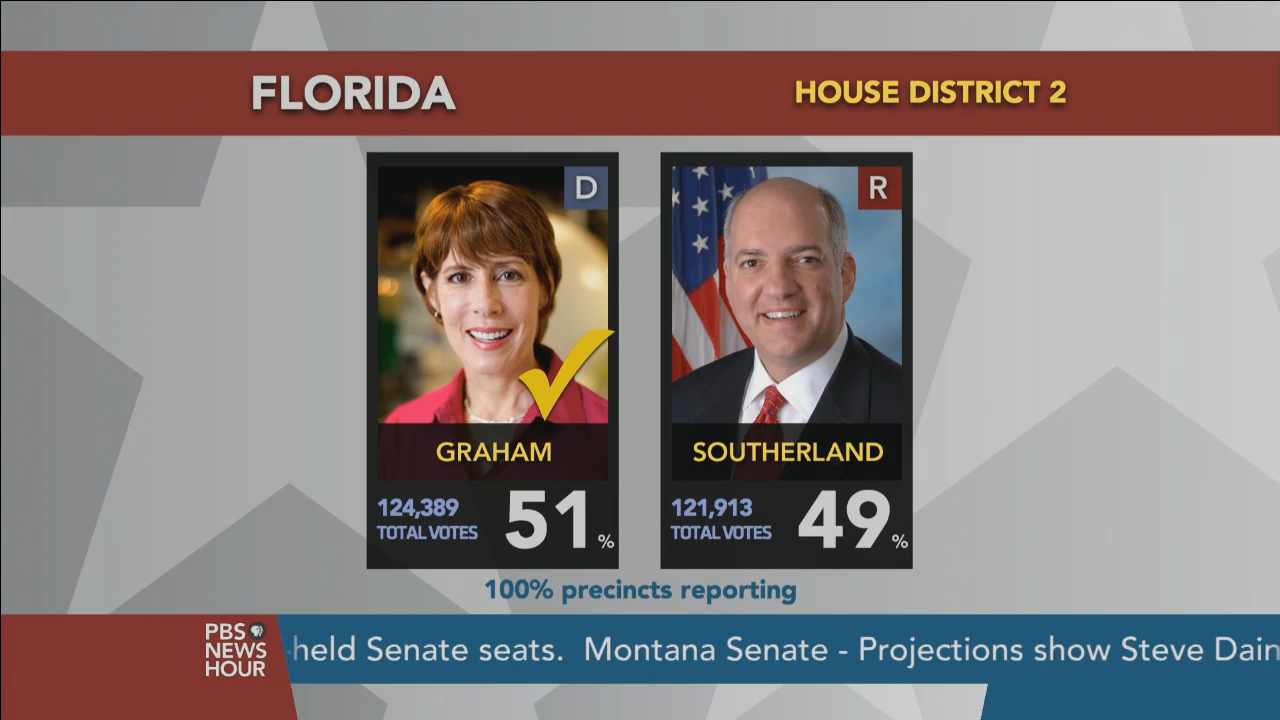 FLORIDA
HOUSE DISTRICT 2
D
R
GRAHAM
SOUTHERLAND
124,389
TOTAL VOTES
51%
121,913
TOTAL VOTES
49%
100% precincts reporting
PBS
NEWS
HOUR
-held Senate seats. Montana Senate - Projections show Steve Dain